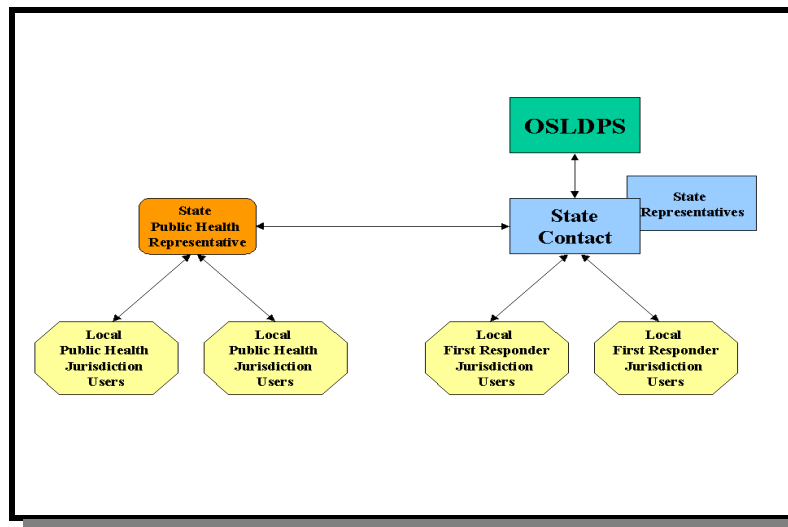 OSLDPS
State
Representatives
State
Contact
State
Public Health
Representative
Local
Public Health
Jurisdiction
Users
Local
Public Health
Jurisdiction
Users
Local
First Responder
Jurisdiction
Users
Local
First Responder
Jurisdiction
Users